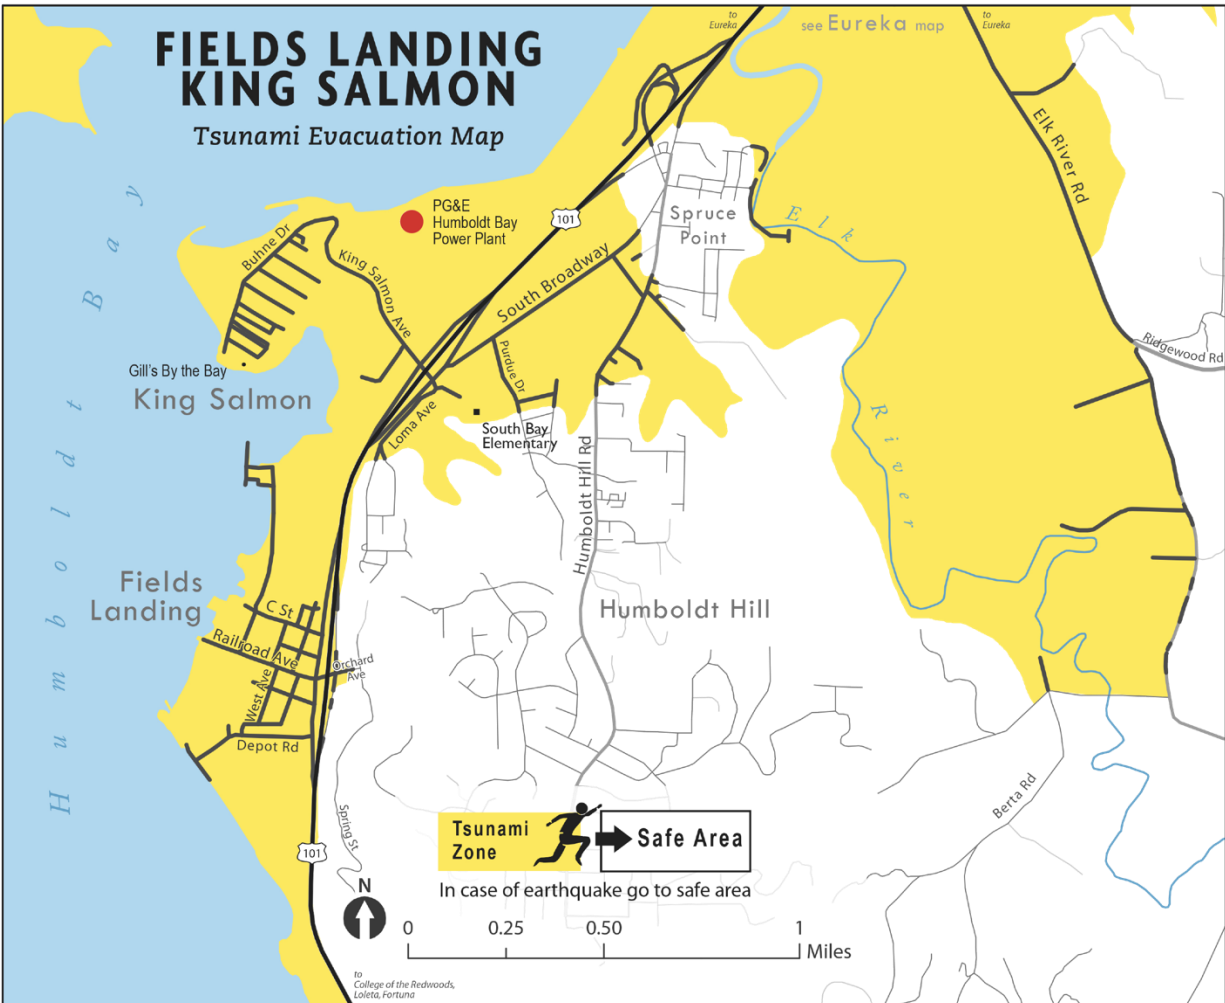 FIELDS LANDING
KING SALMON
Tsunami Evacuation Map
to
Eureka
see Eureka map
to
Eureka
Elk River Rd
PG&E
Humboldt Bay
Power Plant
101
Spruce
Point
Elk
River
Buhne Dr
King Salmon Ave
South Broadway
Ridgewood Rd
Humboldt Bay
Gill's By the Bay
King Salmon
Purdue Dr
Loma Ave
South Bay
Elementary
Humboldt Hill Rd
Fields
Landing
C St
Humboldt Hill
Railroad Ave
Orchard
Ave
West Ave
Depot Rd
Berta Rd
Spring St
Tsunami
Zone
Safe Area
101
In case of earthquake go to safe area
N
0 0.25 0.50 1
Miles
to
College of the Redwoods,
Loleta, Fortuna